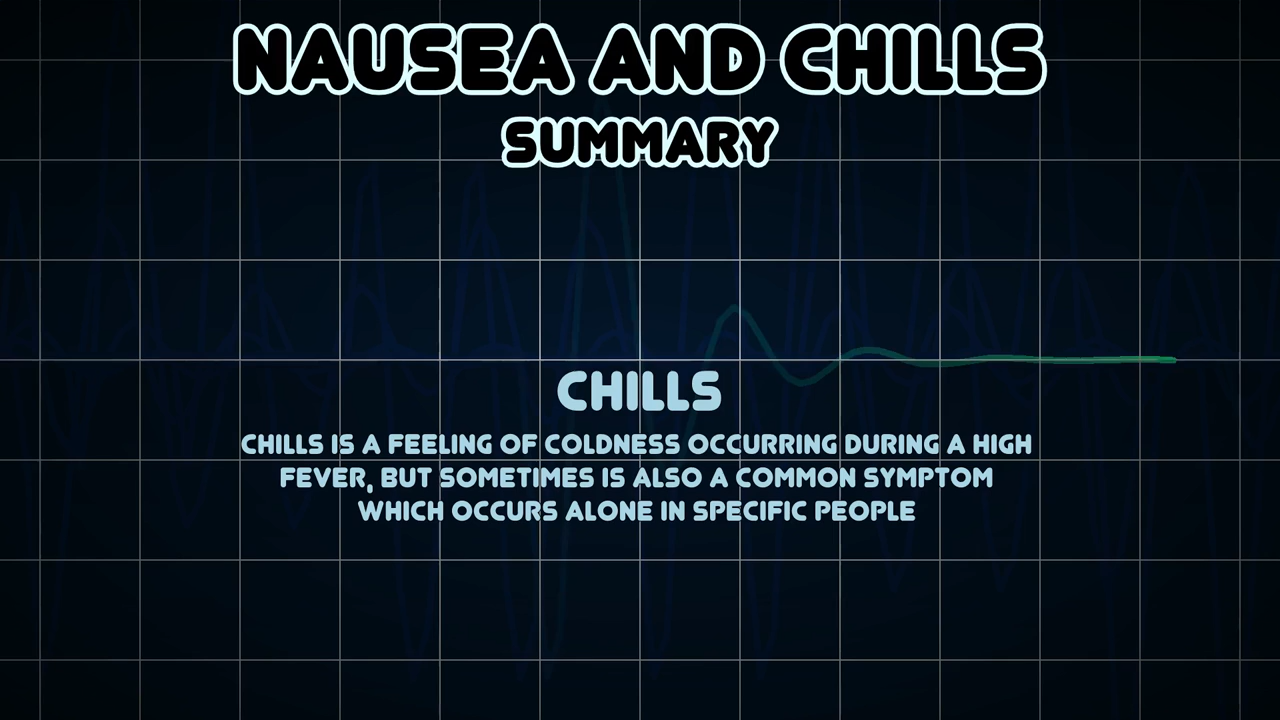 NAUSEA AND CHILLS
SUMMARY
CHILLS
CHILLS IS A FEELING OF COLDNESS OCCURRING DURING A HIGH
FEVER, BUT SOMETIMES IS ALSO A COMMON SYMPTOM
WHICH OCCURS ALONE IN SPECIFIC PEOPLE